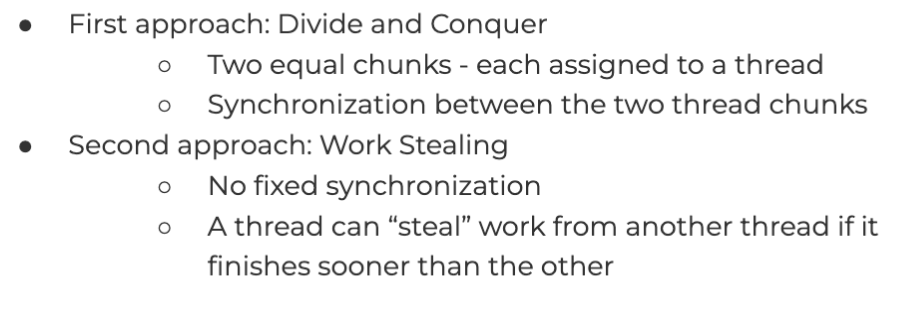 ● First approach: Divide and Conquer
○ Two equal chunks - each assigned to a thread
○ Synchronization between the two thread chunks
● Second approach: Work Stealing
○ No fixed synchronization
○ A thread can “steal” work from another thread if it
finishes sooner than the other